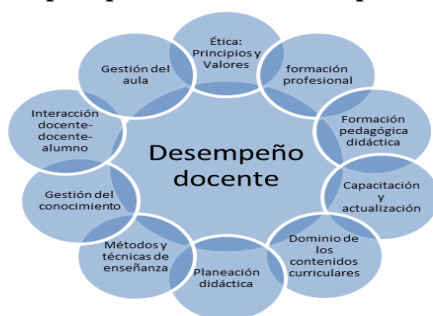 Ética:
Principios y
Valores
formación
profesional
Formación
pedagógica
didáctica
Capacitación
y
actualización
Dominio de
los
contenidos
curriculares
Planeación
didáctica
Métodos y
técnicas de
enseñanza
Gestión del
conocimiento
Interacción
docente-
docente-
alumno
Gestión del
aula
Desempeño
docente